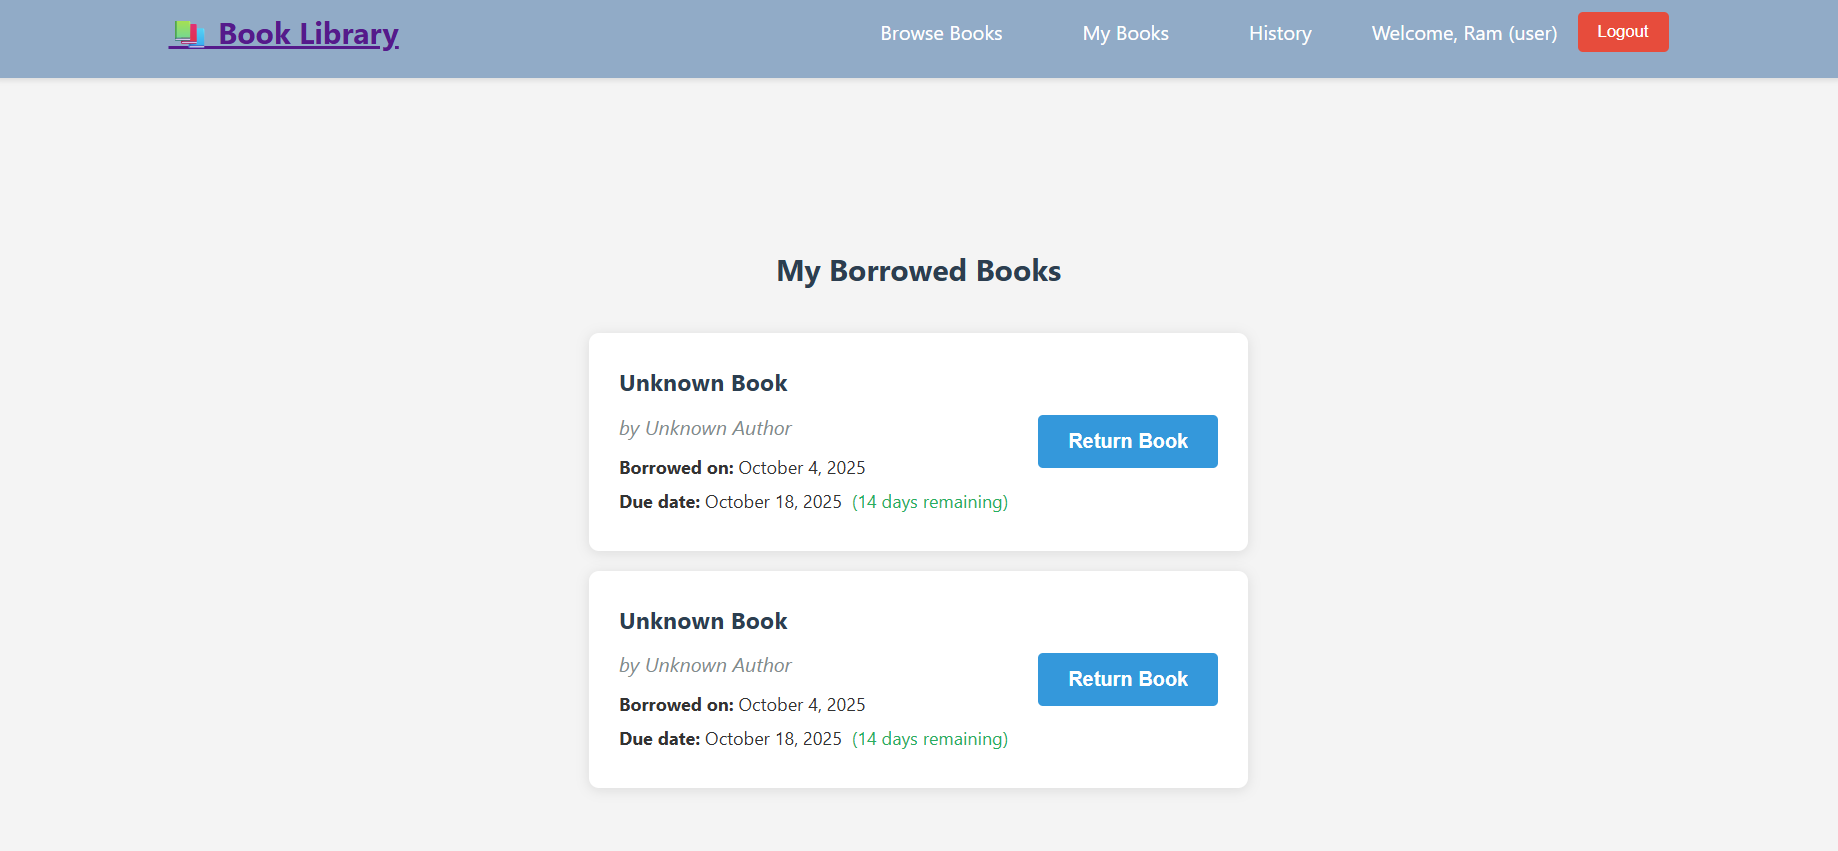 Book Library
Browse Books
My Books
History
Welcome, Ram (user)
Logout
My Borrowed Books
Unknown Book
by Unknown Author
Borrowed on: October 4, 2025
Due date: October 18, 2025 (14 days remaining)
Return Book
Unknown Book
by Unknown Author
Borrowed on: October 4, 2025
Due date: October 18, 2025 (14 days remaining)
Return Book